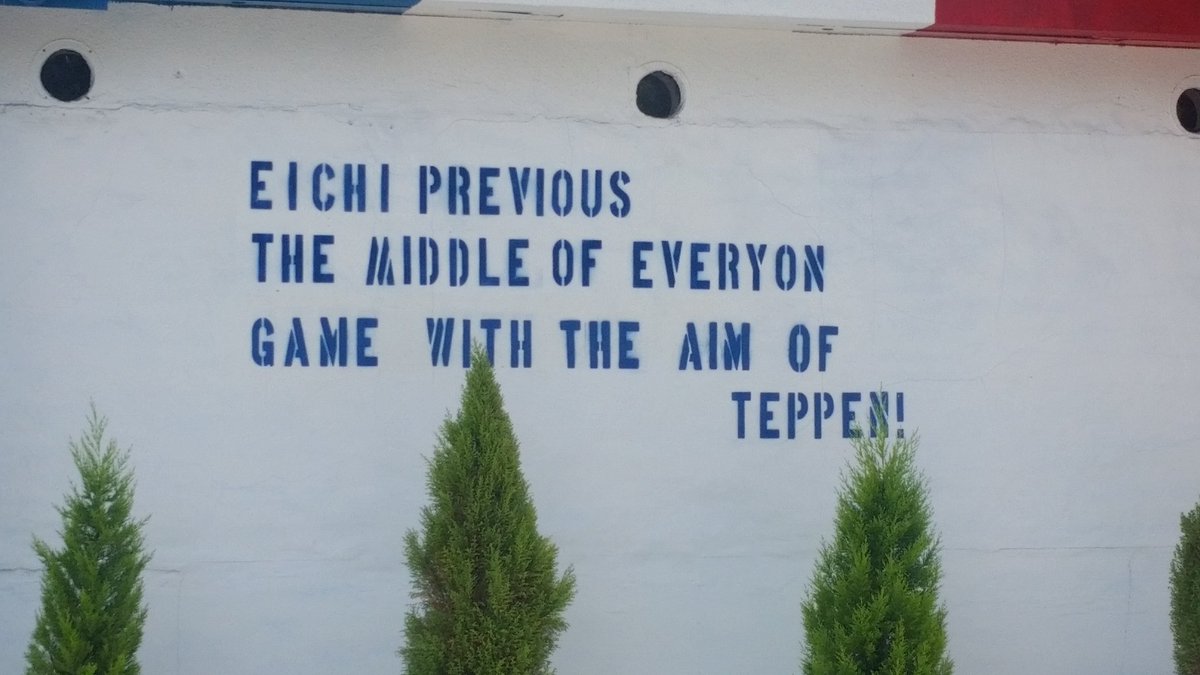 EICHI PREVIOUS
THE MIDDLE OF EVERYON
GAME WITH THE AIM OF
TEPPEN!